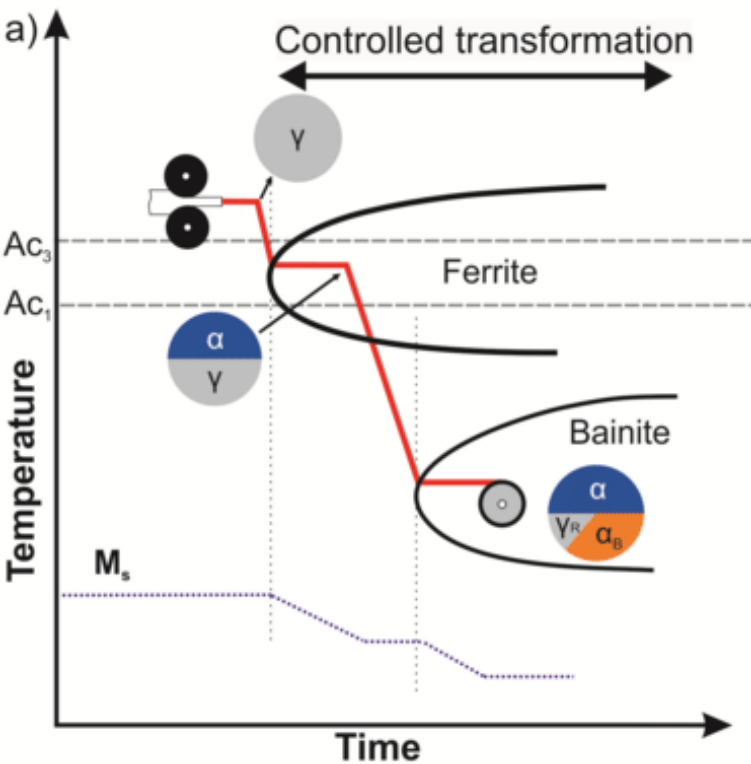 a)
Controlled transformation
γ
Ac₃
Ferrite
Ac₁
α
γ
Temperature
Bainite
α
γR
αB
Mₛ
Time